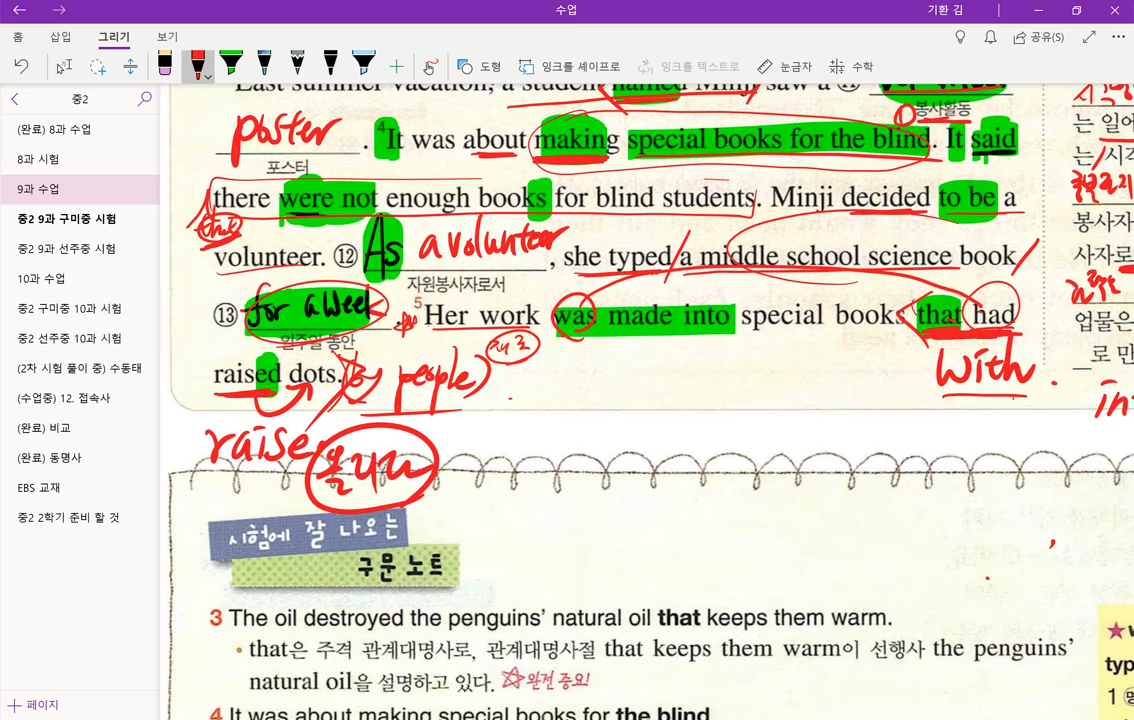 수업
기환 김
홈 삽입 그리기 보기
공유(S)
도형 잉크를 셰이프로 잉크를 텍스트로 눈금자 수학
중2
(완료) 8과 수업
8과 시험
9과 수업
중2 9과 구미중 시험
중2 9과 선주중 시험
10과 수업
중2 구미중 10과 시험
중2 선주중 10과 시험
(2차 시험 풀이 중) 수동태
(수업중) 12. 접속사
(완료) 비교
(완료) 동명사
EBS 교재
중2 2학기 준비 할 것
페이지
Last summer vacation, a student named Minji saw a ⑪
봉사활동
poster . 4 It was about making special books for the blind. It said
포스터
there were not enough books for blind students. Minji decided to be a
that
volunteer. ⑫ As a volunteer , she typed a middle school science book
자원봉사자로서
⑬ for a week . 5 Her work was made into special books that had
일주일 동안
재료
raised dots. by people) with
raise 올리다
는 일어
는 시각
봉사자
사자로
업물은
로 만
in
시험에 잘 나오는
구문 노트
3 The oil destroyed the penguins' natural oil that keeps them warm.
• that은 주격 관계대명사로, 관계대명사절 that keeps them warm이 선행사 the penguins'
natural oil을 설명하고 있다. ☆완전 중요!
4 It was about making special books for the blind.
typ
1